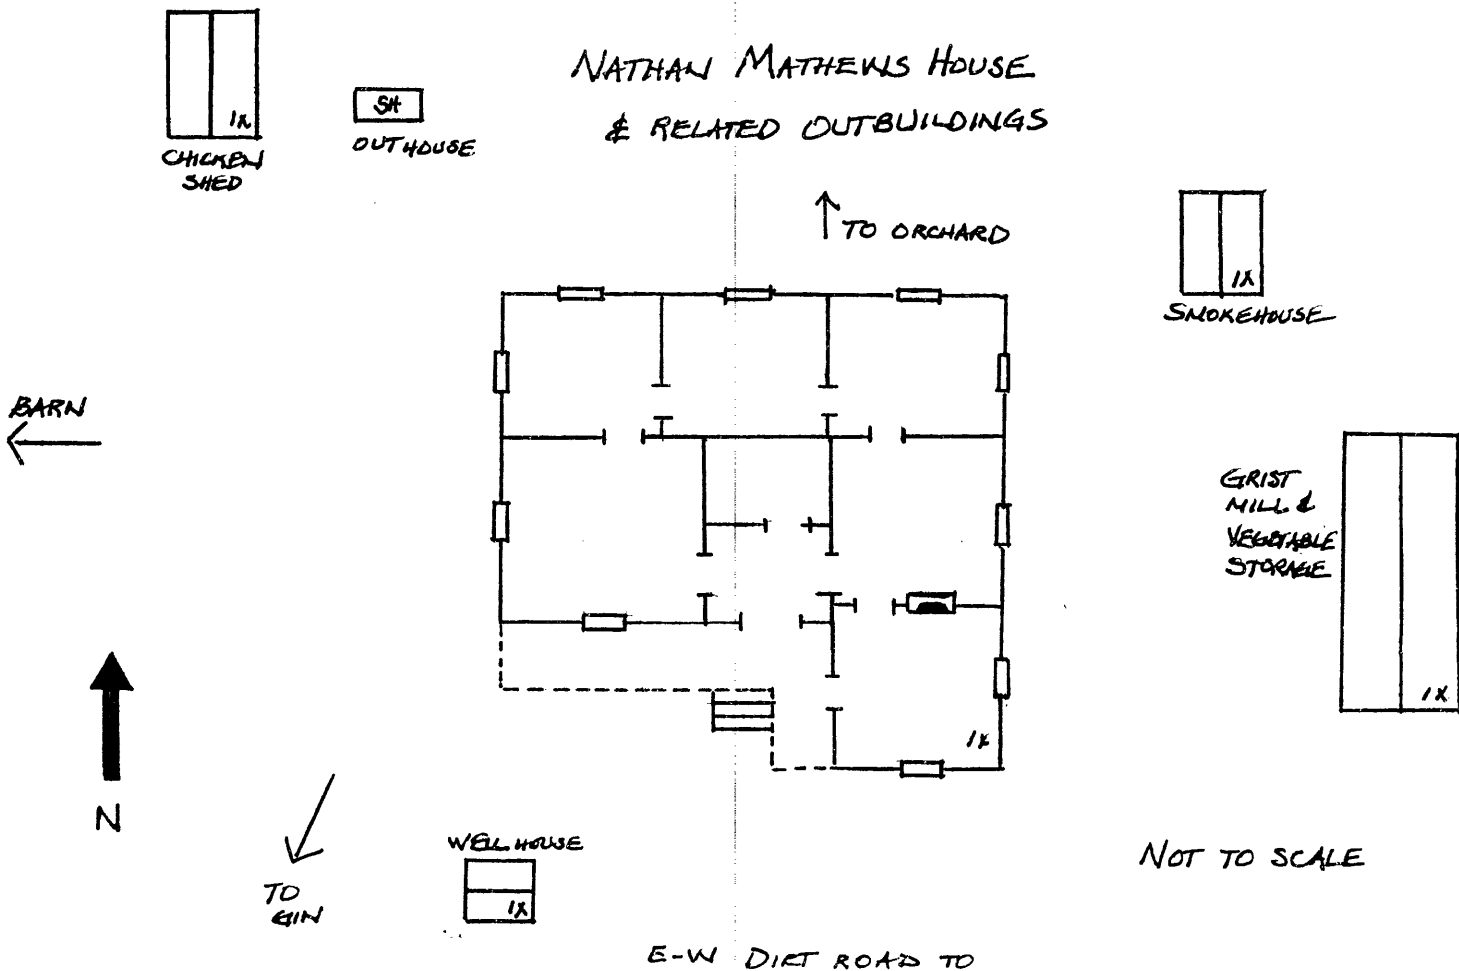 NATHAN MATHEWS HOUSE
& RELATED OUTBUILDINGS
1X
SH
CHICKEN
SHED
OUTHOUSE
TO ORCHARD
1X
SMOKEHOUSE
BARN
GRIST
MILL &
VEGETABLE
STORAGE
1X
1X
N
WELL HOUSE
1X
TO
GIN
NOT TO SCALE
E-W DIRT ROAD TO